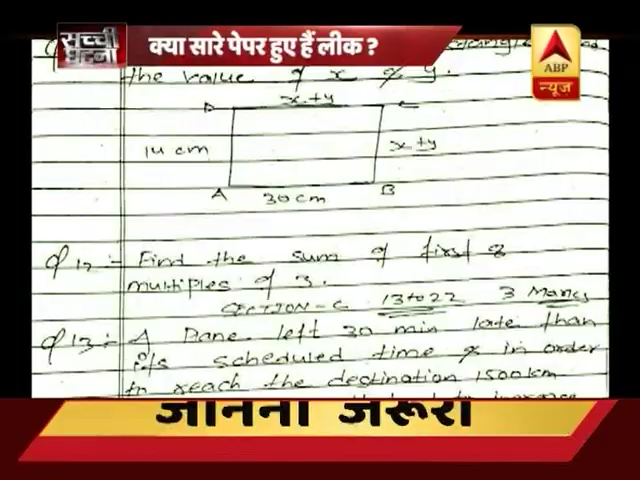 सच्ची घटना
क्या सारे पेपर हुए हैं लीक ?
ABP
न्यूज़
the value of x & y.
x+y
D
C
14 cm
x+y
A
B
30 cm
Q 12 :- Find the sum of first 8
multiples of 3.
SECTION-C 13 to 22 3 Marks
Q 13 :- A Plane left 30 min late than
its scheduled time & in order
to reach the destination 1500 km
जानना जरूरी